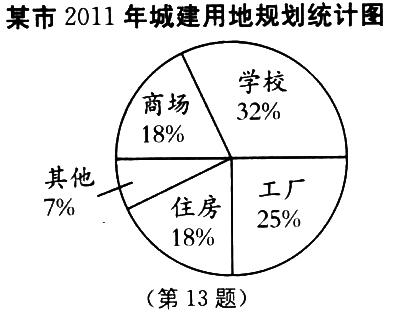 某市 2011 年城建用地规划统计图
学校
32%
商场
18%
其他
7%
住房
18%
工厂
25%
（第 13 题）